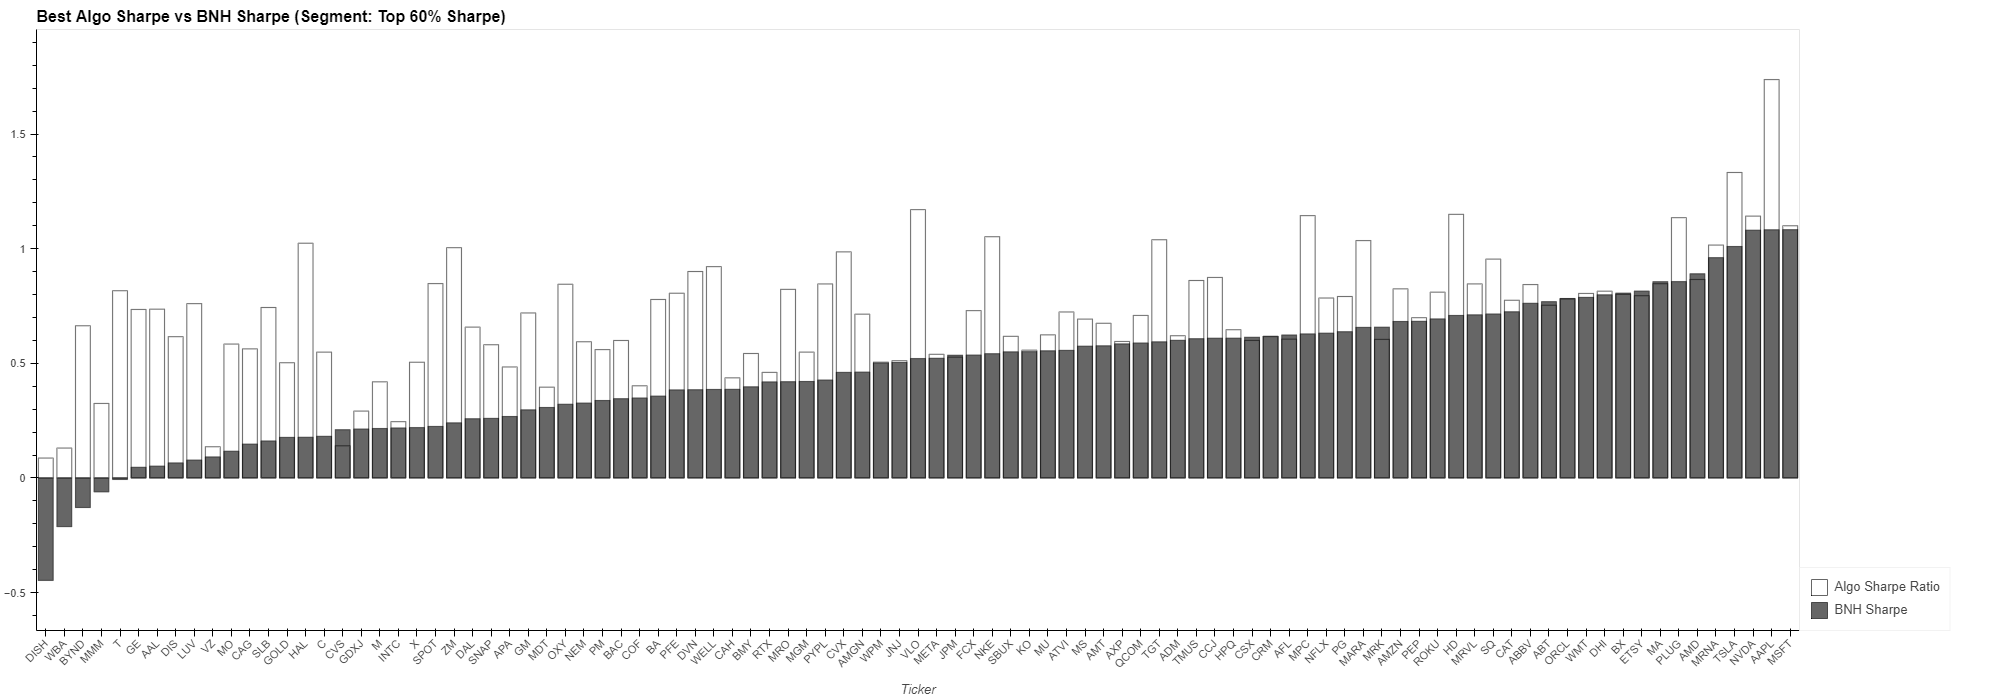 Best Algo Sharpe vs BNH Sharpe (Segment: Top 60% Sharpe)
1.5
1
0.5
0
−0.5
DISH
WBA
BYND
MMM
T
GE
AAL
DIS
LUV
VZ
MO
CAG
SLB
GOLD
HAL
C
CVS
GDXJ
M
INTC
X
SPOT
ZM
DAL
SNAP
APA
GM
MDT
OXY
NEM
PM
BAC
COF
BA
PFE
DVN
WELL
CAH
BMY
RTX
MRO
MGM
PYPL
CVX
AMGN
WPM
JNJ
VLO
META
JPM
FCX
NKE
SBUX
KO
MU
ATVI
MS
AMT
AXP
QCOM
TGT
ADM
TMUS
CCJ
HPQ
CSX
CRM
AFL
MPC
NFLX
PG
MARA
MRK
AMZN
PEP
ROKU
HD
MRVL
SQ
CAT
ABBV
ABT
ORCL
WMT
DHI
BX
ETSY
MA
PLUG
AMD
MRNA
TSLA
NVDA
AAPL
MSFT
Ticker
Algo Sharpe Ratio
BNH Sharpe